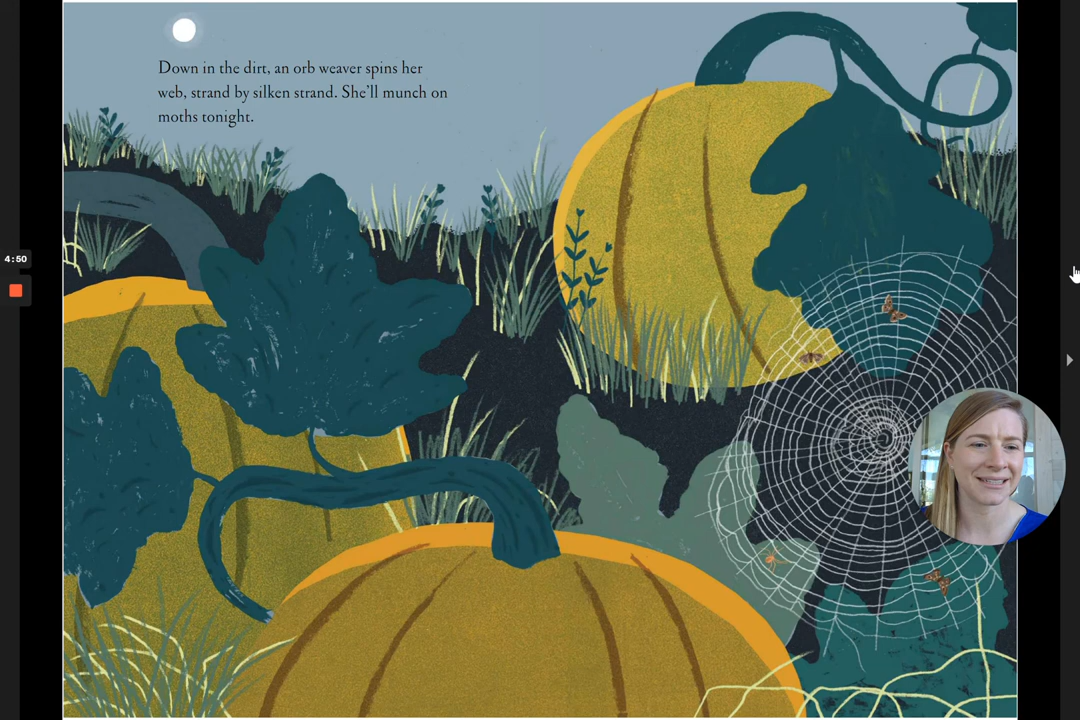 Down in the dirt, an orb weaver spins her
web, strand by silken strand. She’ll munch on
moths tonight.
4:50